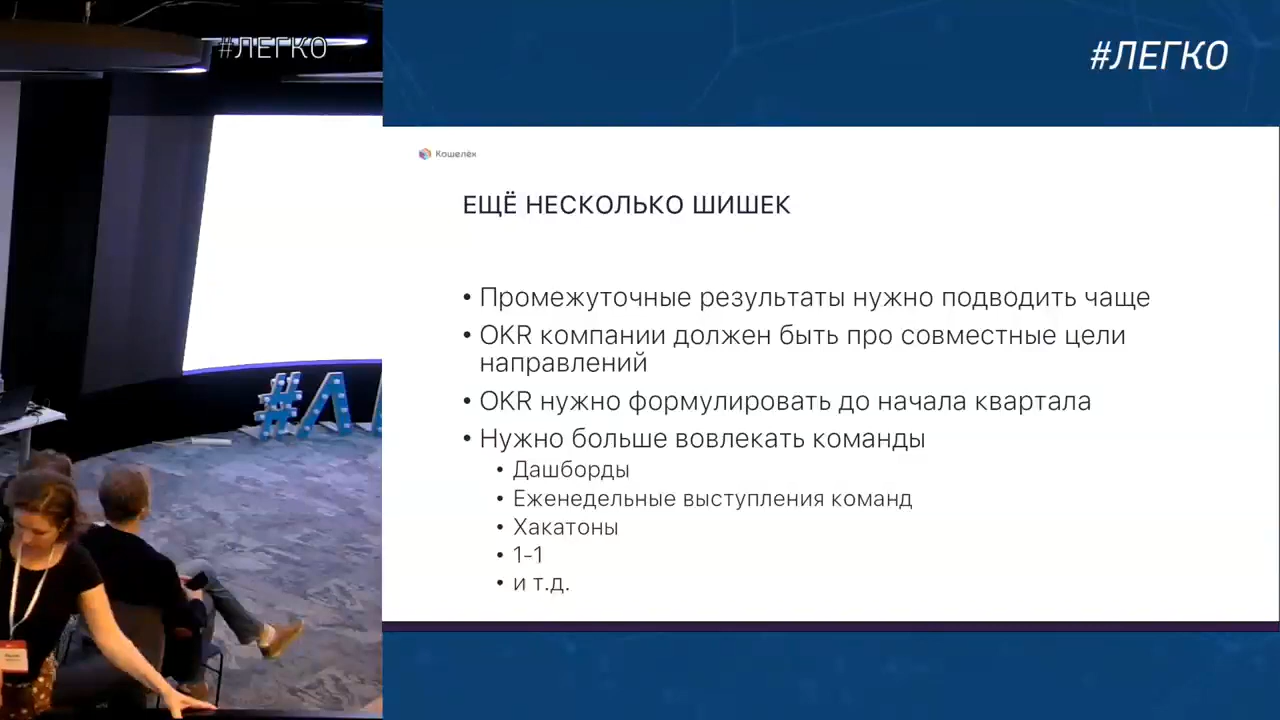 #ЛЕГКО
#ЛЕГКО
Кошелёк
ЕЩЁ НЕСКОЛЬКО ШИШЕК
• Промежуточные результаты нужно подводить чаще
• OKR компании должен быть про совместные цели
направлений
• OKR нужно формулировать до начала квартала
• Нужно больше вовлекать команды
• Дашборды
• Еженедельные выступления команд
• Хакатоны
• 1-1
• и т.д.
#Л